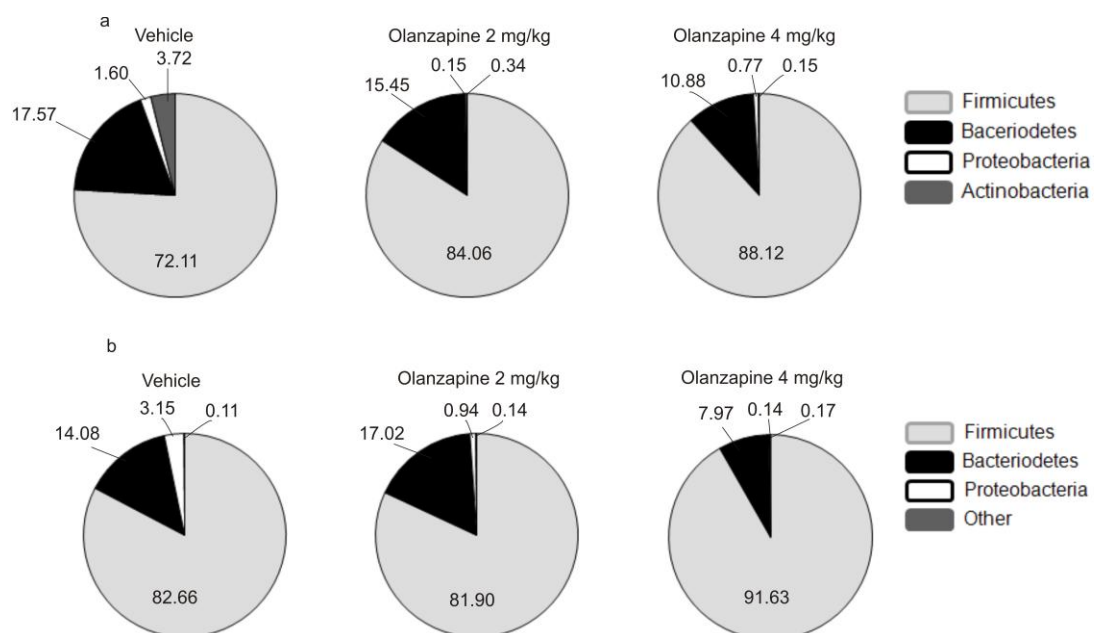 a
Vehicle
1.60
3.72
17.57
72.11
Olanzapine 2 mg/kg
0.15
0.34
15.45
84.06
Olanzapine 4 mg/kg
10.88
0.77
0.15
88.12
Firmicutes
Baceriodetes
Proteobacteria
Actinobacteria
b
Vehicle
14.08
3.15
0.11
82.66
Olanzapine 2 mg/kg
17.02
0.94
0.14
81.90
Olanzapine 4 mg/kg
7.97
0.14
0.17
91.63
Firmicutes
Bacteriodetes
Proteobacteria
Other